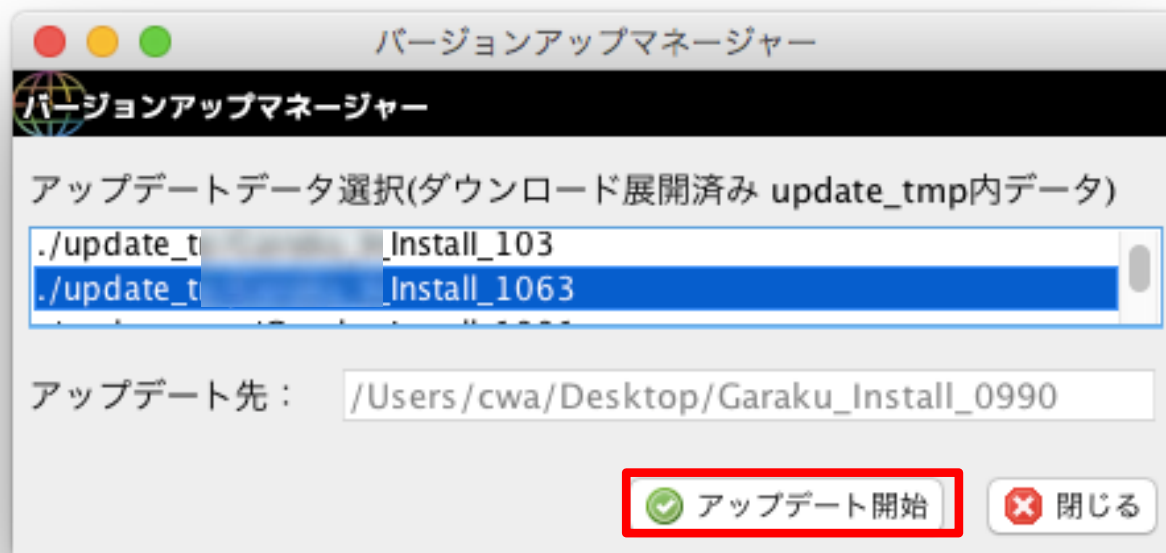 バージョンアップマネージャー
バージョンアップマネージャー
アップデートデータ選択(ダウンロード展開済み update_tmp内データ)
./update_t _Install_103
./update_t _Install_1063
アップデート先： /Users/cwa/Desktop/Garaku_Install_0990
アップデート開始 閉じる